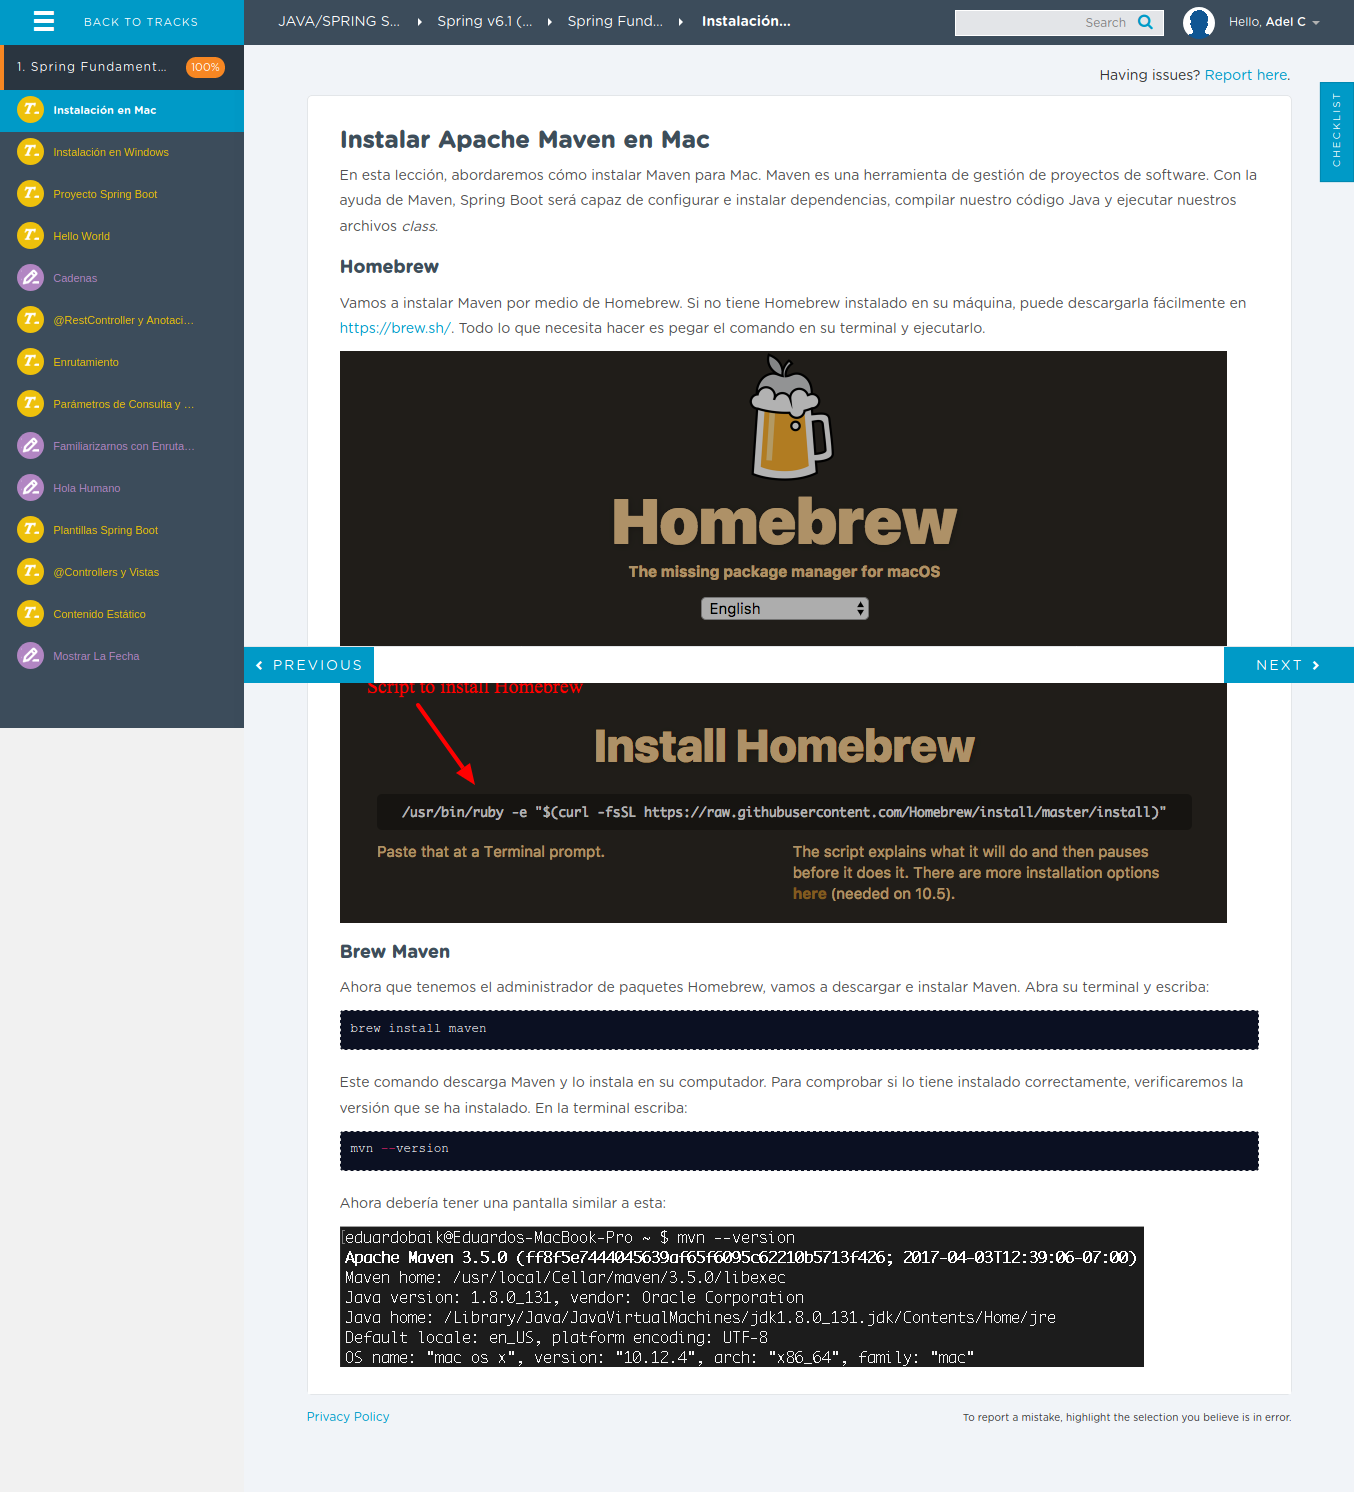 BACK TO TRACKS
JAVA/SPRING S...
Spring v6.1 (...
Spring Fund...
Instalación...
Search
Hello, Adel C
1. Spring Fundament...
100%
Instalación en Mac
Instalación en Windows
Proyecto Spring Boot
Hello World
Cadenas
@RestController y Anotaci...
Enrutamiento
Parámetros de Consulta y ...
Familiarizarnos con Enruta...
Hola Humano
Plantillas Spring Boot
@Controllers y Vistas
Contenido Estático
Mostrar La Fecha
Having issues? Report here.
CHECKLIST
Instalar Apache Maven en Mac
En esta lección, abordaremos cómo instalar Maven para Mac. Maven es una herramienta de gestión de proyectos de software. Con la
ayuda de Maven, Spring Boot será capaz de configurar e instalar dependencias, compilar nuestro código Java y ejecutar nuestros
archivos class.
Homebrew
Vamos a instalar Maven por medio de Homebrew. Si no tiene Homebrew instalado en su máquina, puede descargarla fácilmente en
https://brew.sh/. Todo lo que necesita hacer es pegar el comando en su terminal y ejecutarlo.
Homebrew
The missing package manager for macOS
English
PREVIOUS
NEXT
Script to install Homebrew
Install Homebrew
/usr/bin/ruby -e "$(curl -fsSL https://raw.githubusercontent.com/Homebrew/install/master/install)"
Paste that at a Terminal prompt.
The script explains what it will do and then pauses
before it does it. There are more installation options
here (needed on 10.5).
Brew Maven
Ahora que tenemos el administrador de paquetes Homebrew, vamos a descargar e instalar Maven. Abra su terminal y escriba:
brew install maven
Este comando descarga Maven y lo instala en su computador. Para comprobar si lo tiene instalado correctamente, verificaremos la
versión que se ha instalado. En la terminal escriba:
mvn --version
Ahora debería tener una pantalla similar a esta:
[eduardobaik@Eduardos-MacBook-Pro ~ $ mvn --version
Apache Maven 3.5.0 (ff8f5e7444045639af65f6095c62210b5713f426; 2017-04-03T12:39:06-07:00)
Maven home: /usr/local/Cellar/maven/3.5.0/libexec
Java version: 1.8.0_131, vendor: Oracle Corporation
Java home: /Library/Java/JavaVirtualMachines/jdk1.8.0_131.jdk/Contents/Home/jre
Default locale: en_US, platform encoding: UTF-8
OS name: "mac os x", version: "10.12.4", arch: "x86_64", family: "mac"
Privacy Policy
To report a mistake, highlight the selection you believe is in error.